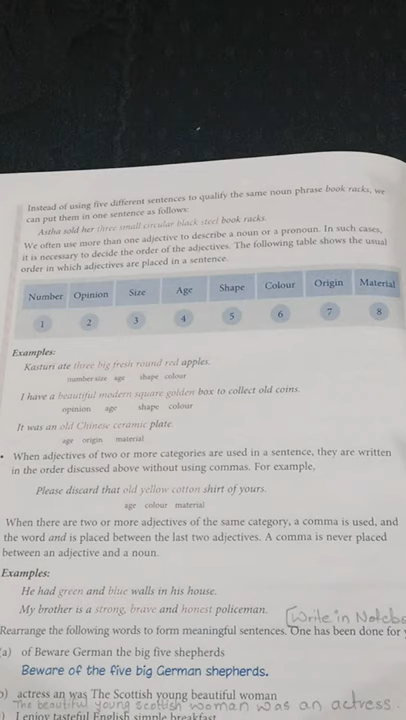 Instead of using five different sentences to qualify the same noun phrase book racks, we
can put them in one sentence as follows:
Astha sold her three small circular black steel book racks.
We often use more than one adjective to describe a noun or a pronoun. In such cases,
it is necessary to decide the order of the adjectives. The following table shows the usual
order in which adjectives are placed in a sentence.
Number Opinion Size Age Shape Colour Origin Material
1 2 3 4 5 6 7 8
Examples:
Kasturi ate three big fresh round red apples.
number size age shape colour
I have a beautiful modern square golden box to collect old coins.
opinion age shape colour
It was an old Chinese ceramic plate.
age origin material
• When adjectives of two or more categories are used in a sentence, they are written
in the order discussed above without using commas. For example,
Please discard that old yellow cotton shirt of yours.
age colour material
When there are two or more adjectives of the same category, a comma is used, and
the word and is placed between the last two adjectives. A comma is never placed
between an adjective and a noun.
Examples:
He had green and blue walls in his house.
My brother is a strong, brave and honest policeman.
[Write in Noteb
Rearrange the following words to form meaningful sentences. One has been done for
(a) of Beware German the big five shepherds
Beware of the five big German shepherds.
) actress an was The Scottish young beautiful woman
The beautiful young scottish woman was an actress.
) I enjoy tasteful English simple breakfast